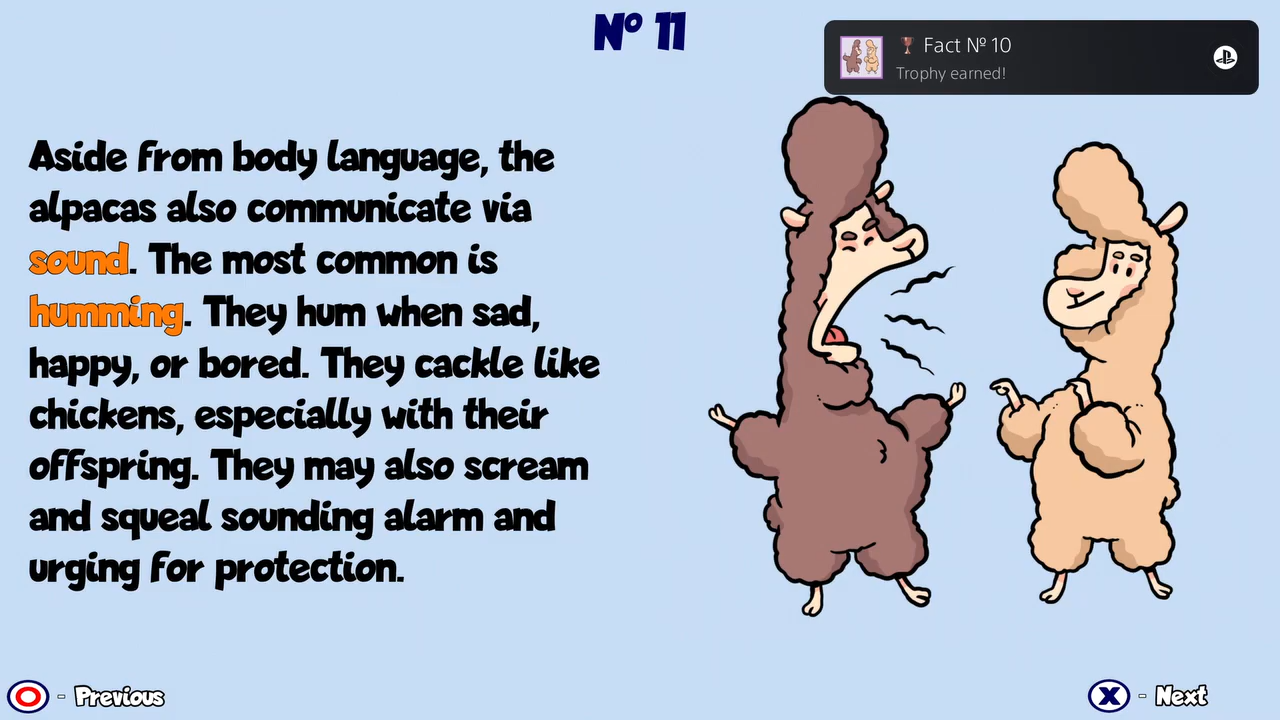 Nº 11
Fact Nº 10
Trophy earned!
Aside from body language, the
alpacas also communicate via
sound. The most common is
humming. They hum when sad,
happy, or bored. They cackle like
chickens, especially with their
offspring. They may also scream
and squeal sounding alarm and
urging for protection.
- Previous
X - Next